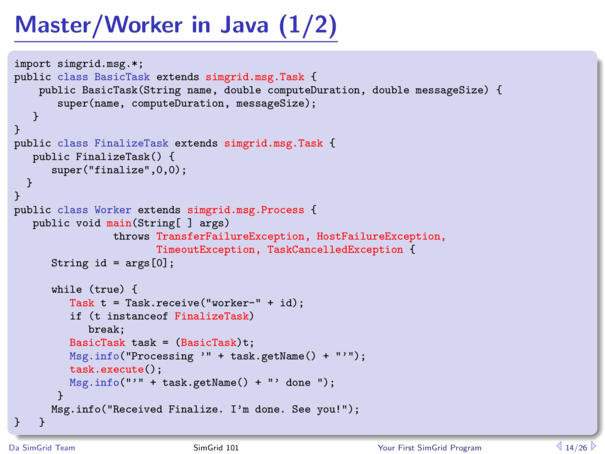 Master/Worker in Java (1/2)
import simgrid.msg.*;
public class BasicTask extends simgrid.msg.Task {
    public BasicTask(String name, double computeDuration, double messageSize) {
       super(name, computeDuration, messageSize);
   }
}
public class FinalizeTask extends simgrid.msg.Task {
   public FinalizeTask() {
      super("finalize",0,0);
  }
}
public class Worker extends simgrid.msg.Process {
   public void main(String[ ] args)
                throws TransferFailureException, HostFailureException,
                       TimeoutException, TaskCancelledException {
      String id = args[0];
      while (true) {
         Task t = Task.receive("worker-" + id);
         if (t instanceof FinalizeTask)
            break;
         BasicTask task = (BasicTask)t;
         Msg.info("Processing '" + task.getName() + "'");
         task.execute();
         Msg.info("'" + task.getName() + "' done ");
       }
      Msg.info("Received Finalize. I'm done. See you!");
}   }
Da SimGrid Team SimGrid 101 Your First SimGrid Program 14/26